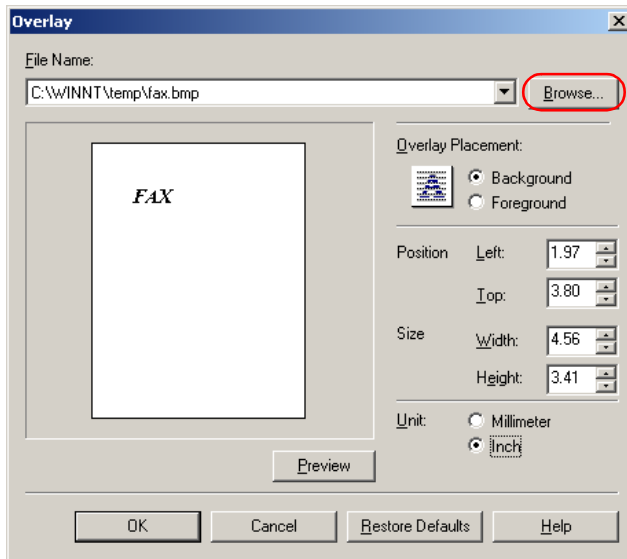 Overlay
File Name:
C:\WINNT\temp\fax.bmp
Browse...
FAX
Overlay Placement:
Background
Foreground
Position Left: 1.97
Top: 3.80
Size Width: 4.56
Height: 3.41
Unit: Millimeter
Inch
Preview
OK Cancel Restore Defaults Help